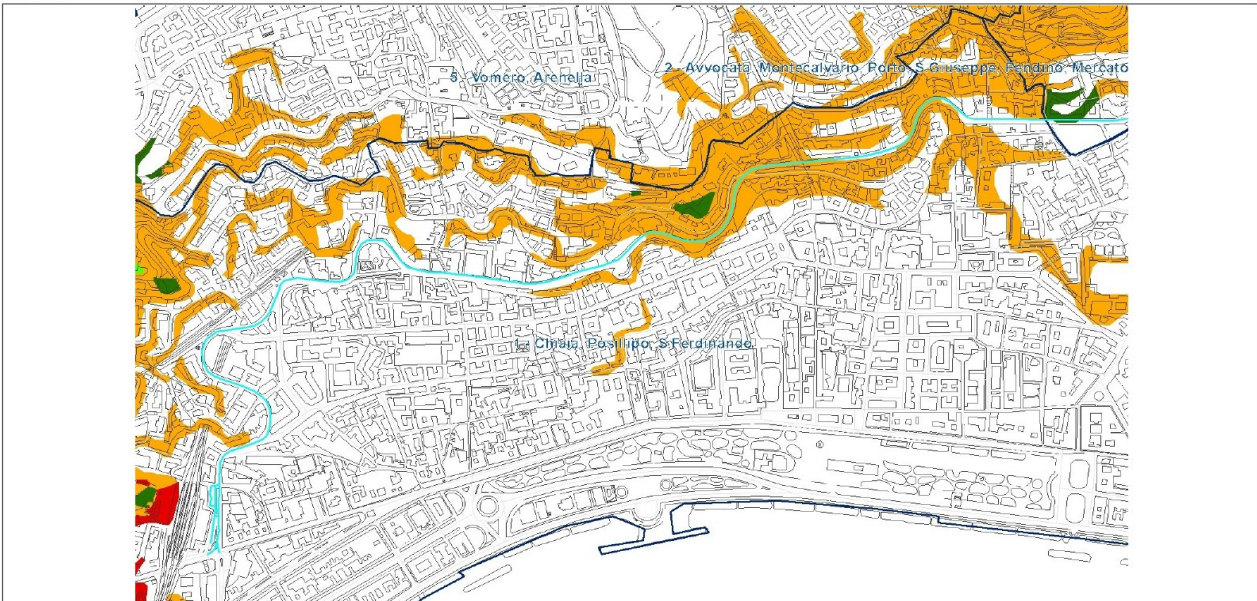 2 - Avvocata, Montecalvario, Porto, S.Giuseppe, Pendino, Mercato
5 - Vomero, Arenella
1 - Chiaia, Posillipo, S.Ferdinando